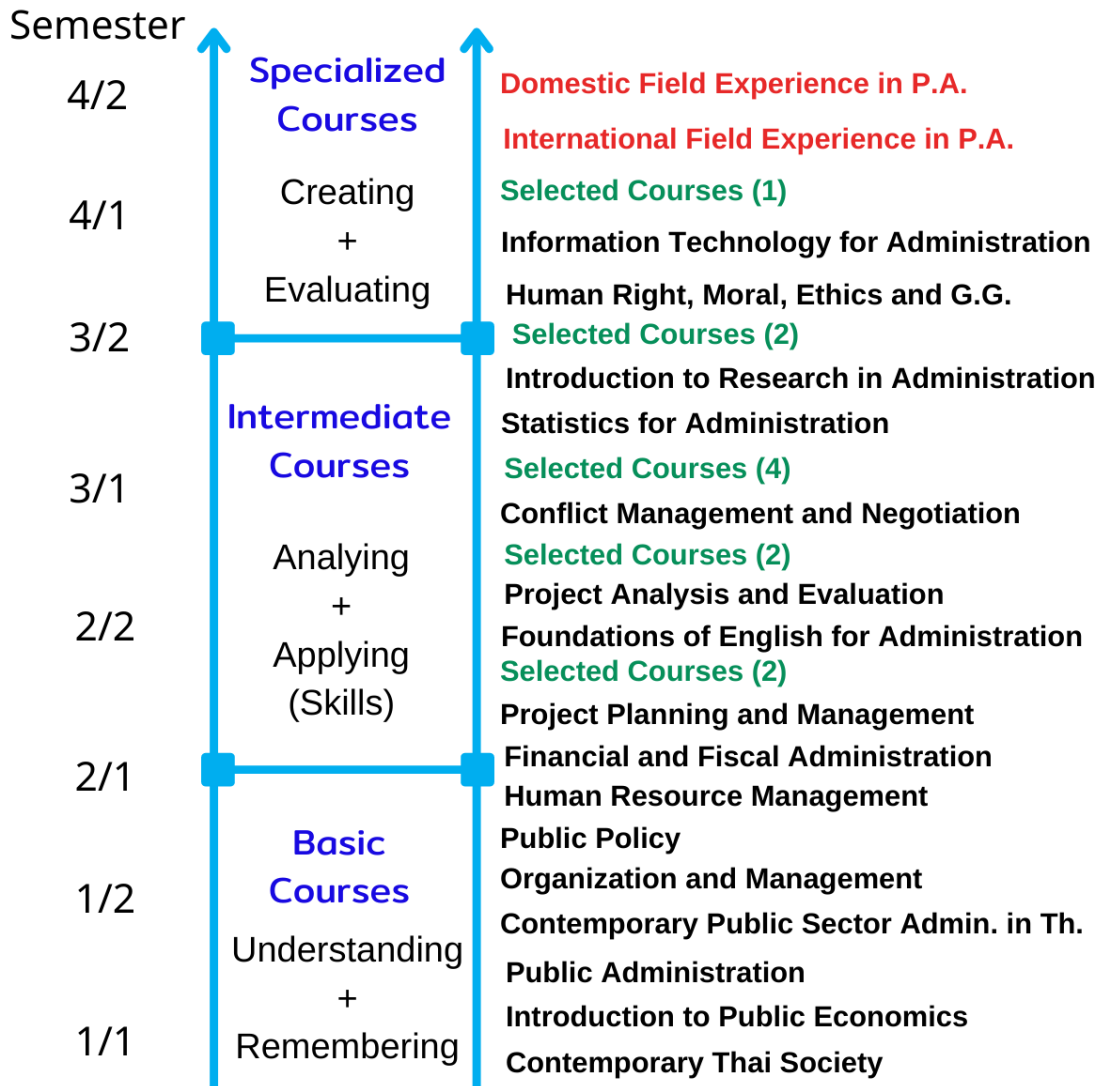 Semester
4/2
4/1
3/2
3/1
2/2
2/1
1/2
1/1
Specialized
Courses
Creating
+
Evaluating
Intermediate
Courses
Analying
+
Applying
(Skills)
Basic
Courses
Understanding
+
Remembering
Domestic Field Experience in P.A.
International Field Experience in P.A.
Selected Courses (1)
Information Technology for Administration
Human Right, Moral, Ethics and G.G.
Selected Courses (2)
Introduction to Research in Administration
Statistics for Administration
Selected Courses (4)
Conflict Management and Negotiation
Selected Courses (2)
Project Analysis and Evaluation
Foundations of English for Administration
Selected Courses (2)
Project Planning and Management
Financial and Fiscal Administration
Human Resource Management
Public Policy
Organization and Management
Contemporary Public Sector Admin. in Th.
Public Administration
Introduction to Public Economics
Contemporary Thai Society